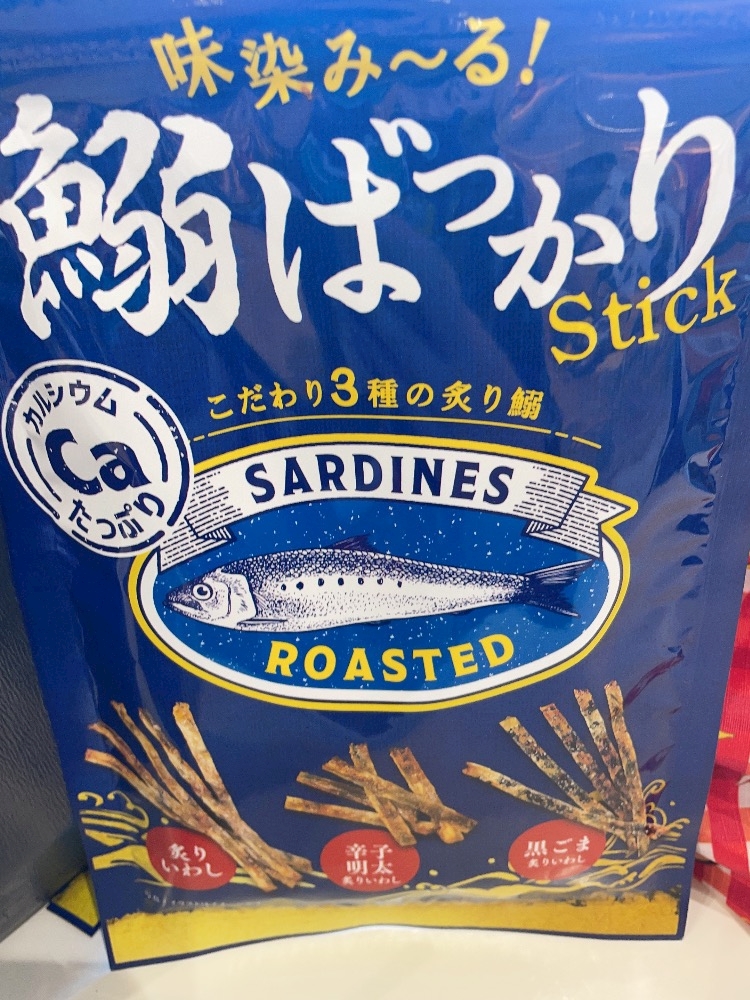 味染み〜る!
鰯ばっかり
Stick
こだわり3種の炙り鰯
カルシウム
Ca
たっぷり
SARDINES
ROASTED
炙り
いわし
辛子
明太
炙りいわし
黒ごま
炙りいわし